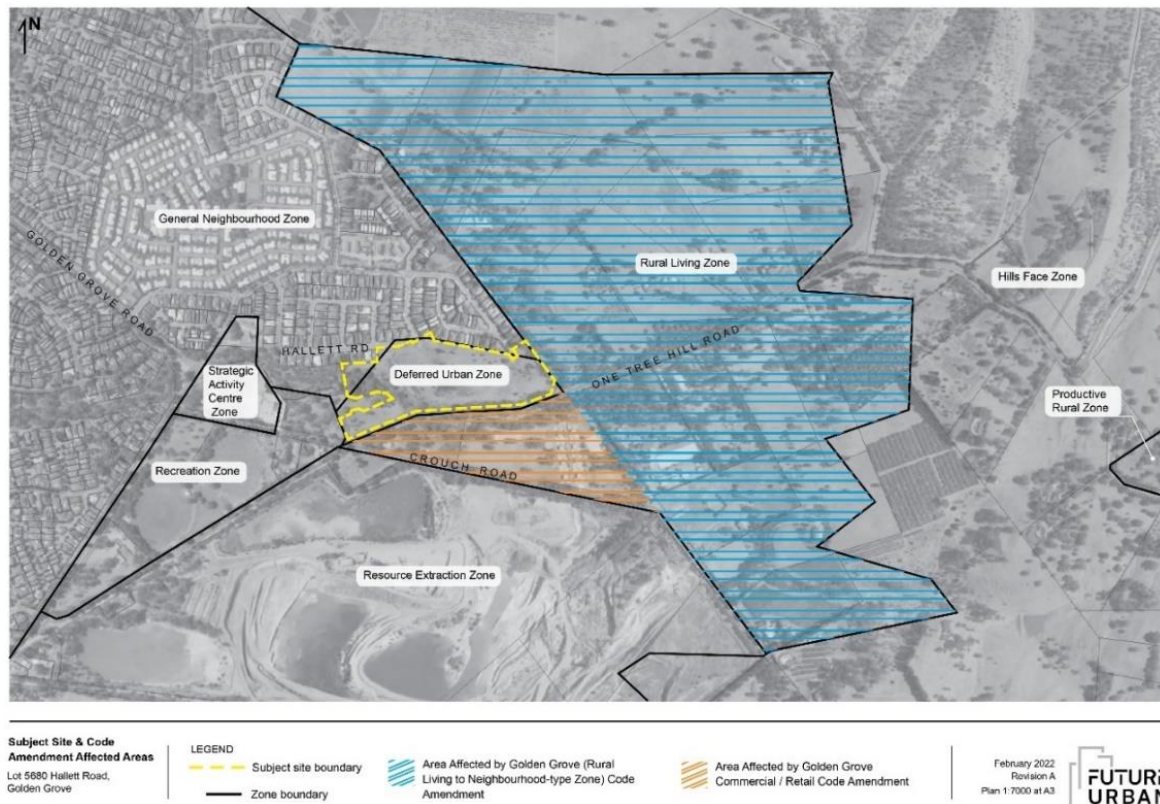 N
General Neighbourhood Zone
GOLDEN GROVE ROAD
Rural Living Zone
Hills Face Zone
HALLETT RD
ONE TREE HILL ROAD
Strategic
Activity
Centre
Zone
Deferred Urban Zone
Productive
Rural Zone
Recreation Zone
CROUCH ROAD
Resource Extraction Zone
Subject Site & Code
Amendment Affected Areas
Lot 5680 Hallett Road,
Golden Grove
LEGEND
Subject site boundary
Zone boundary
Area Affected by Golden Grove (Rural
Living to Neighbourhood-type Zone) Code
Amendment
Area Affected by Golden Grove
Commercial / Retail Code Amendment
February 2022
Revision A
Plan 1:7000 at A3
FUTURE
URBAN